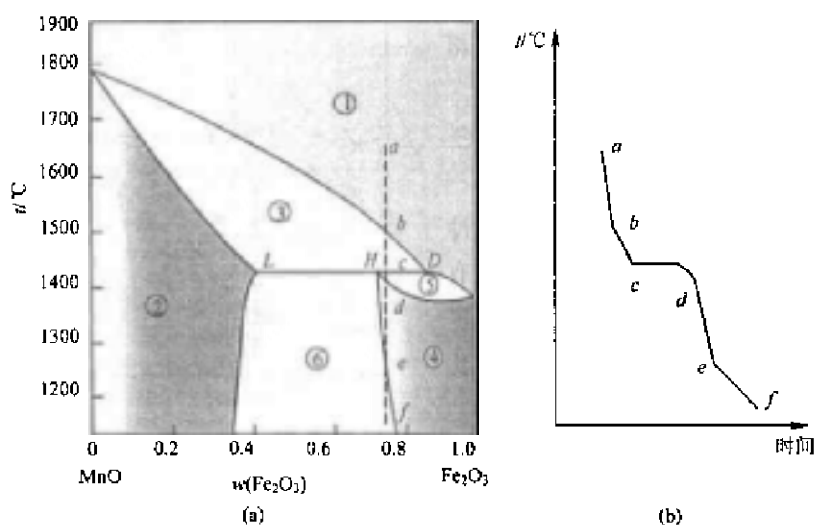 1900
t/°C
1800
1700
1600
1500
1400
1300
1200
t/℃
① ② ③ ④ ⑤ ⑥
a
b
L H c D
d
e
f
0 0.2 0.4 0.6 0.8 1.0
MnO w(Fe₂O₃) Fe₂O₃
(a)
a
b
c d
e
f
时间
(b)